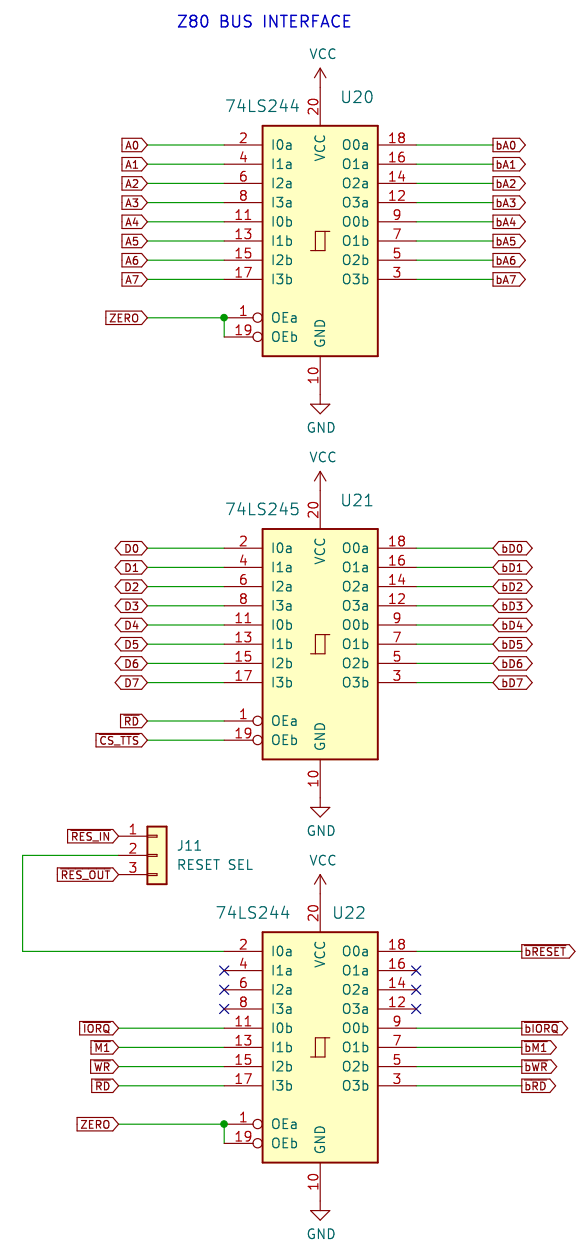 Z80 BUS INTERFACE
VCC
74LS244 20 U20
A0 2 I0a VCC O0a 18 bA0
A1 4 I1a O1a 16 bA1
A2 6 I2a O2a 14 bA2
A3 8 I3a O3a 12 bA3
A4 11 I0b O0b 9 bA4
A5 13 I1b O1b 7 bA5
A6 15 I2b O2b 5 bA6
A7 17 I3b O3b 3 bA7
ZERO 1 OEa
19 OEb GND
10
GND
VCC
74LS245 20 U21
D0 2 I0a VCC O0a 18 bD0
D1 4 I1a O1a 16 bD1
D2 6 I2a O2a 14 bD2
D3 8 I3a O3a 12 bD3
D4 11 I0b O0b 9 bD4
D5 13 I1b O1b 7 bD5
D6 15 I2b O2b 5 bD6
D7 17 I3b O3b 3 bD7
RD 1 OEa
CS_TTS 19 OEb GND
10
GND
RES_IN 1
2 J11
RES_OUT 3 RESET SEL
VCC
74LS244 20 U22
2 I0a VCC O0a 18 bRESET
4 I1a O1a 16
6 I2a O2a 14
8 I3a O3a 12
IORQ 11 I0b O0b 9 bIORQ
M1 13 I1b O1b 7 bM1
WR 15 I2b O2b 5 bWR
RD 17 I3b O3b 3 bRD
ZERO 1 OEa
19 OEb GND
10
GND